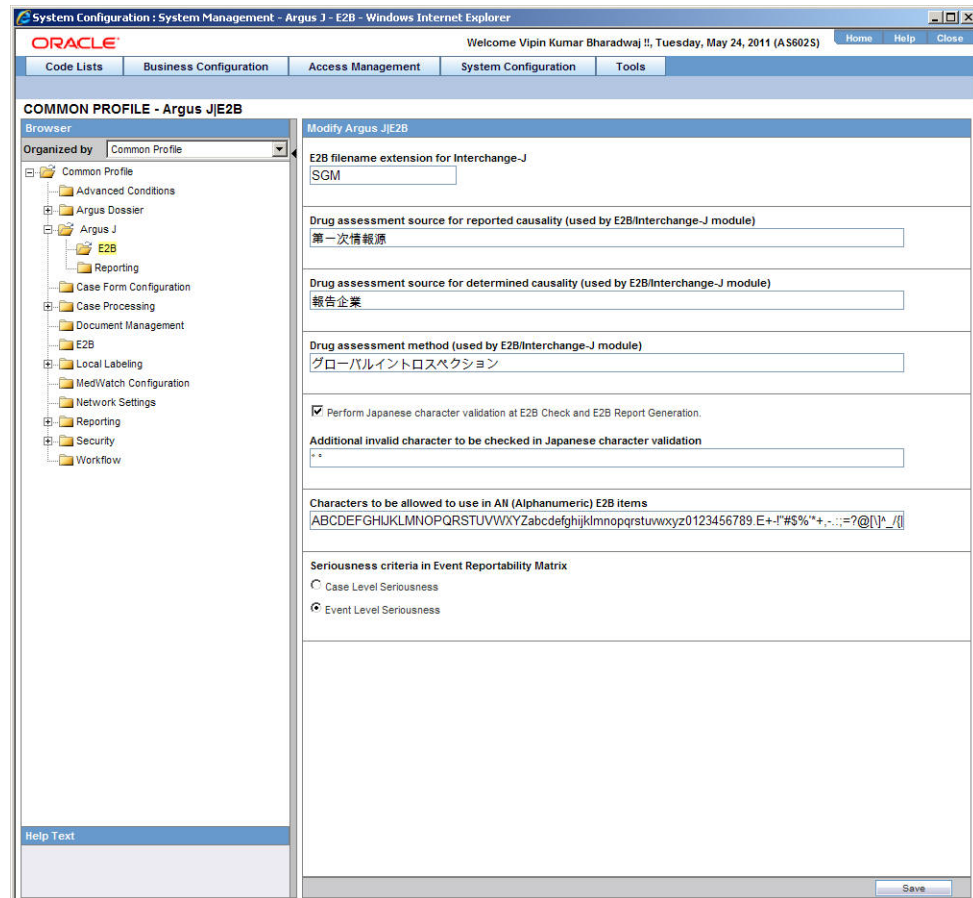 System Configuration : System Management - Argus J - E2B - Windows Internet Explorer
ORACLE
Welcome Vipin Kumar Bharadwaj !!, Tuesday, May 24, 2011 (AS602S)
Home Help Close
Code Lists Business Configuration Access Management System Configuration Tools
COMMON PROFILE - Argus J|E2B
Browser
Organized by Common Profile
Common Profile
Advanced Conditions
Argus Dossier
Argus J
E2B
Reporting
Case Form Configuration
Case Processing
Document Management
E2B
Local Labeling
MedWatch Configuration
Network Settings
Reporting
Security
Workflow
Help Text
Modify Argus J|E2B
E2B filename extension for Interchange-J
SGM
Drug assessment source for reported causality (used by E2B/Interchange-J module)
第一次情報源
Drug assessment source for determined causality (used by E2B/Interchange-J module)
報告企業
Drug assessment method (used by E2B/Interchange-J module)
グローバルイントロスペクション
Perform Japanese character validation at E2B Check and E2B Report Generation.
Additional invalid character to be checked in Japanese character validation
Characters to be allowed to use in AN (Alphanumeric) E2B items
ABCDEFGHIJKLMNOPQRSTUVWXYZabcdefghijklmnopqrstuvwxyz0123456789.E+-!"#$%'*+,-.:;=?@[\]^_/{|
Seriousness criteria in Event Reportability Matrix
Case Level Seriousness
Event Level Seriousness
Save